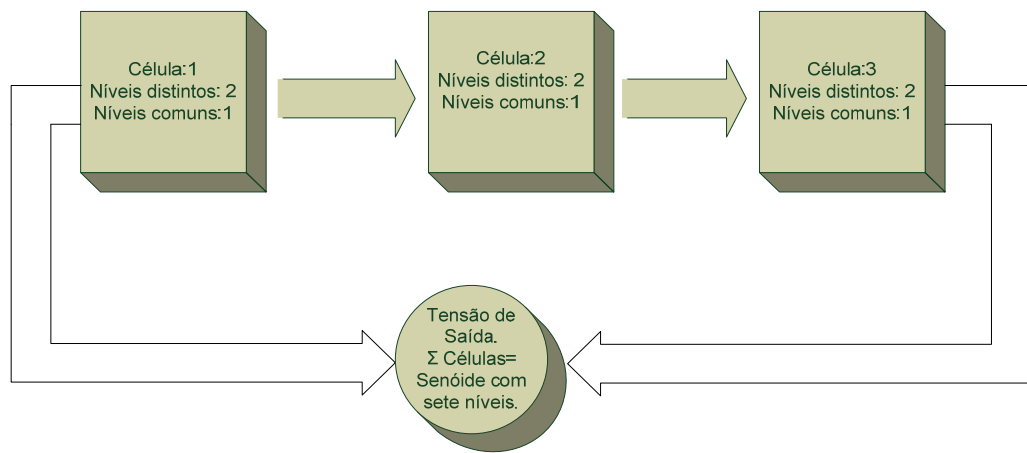 Célula:1
Níveis distintos: 2
Níveis comuns:1
Célula:2
Níveis distintos: 2
Níveis comuns:1
Célula:3
Níveis distintos: 2
Níveis comuns:1
Tensão de
Saída.
Σ Células=
Senóide com
sete níveis.